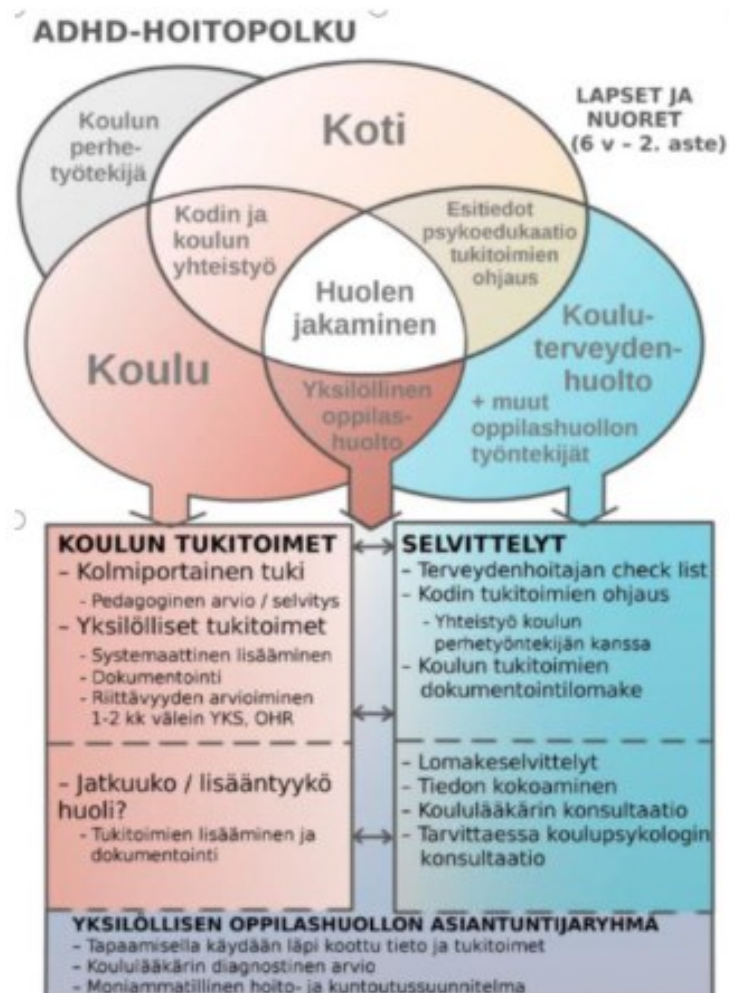 ADHD-HOITOPOLKU
LAPSET JA
NUORET
(6 v – 2. aste)
Koulun
perhe-
työtekijä
Koti
Kodin ja
koulun
yhteistyö
Esitiedot
psykoedukaatio
tukitoimien
ohjaus
Huolen
jakaminen
Koulu
Yksilöllinen
oppilas-
huolto
Koulu-
terveyden-
huolto
+ muut
oppilashuollon
työntekijät
KOULUN TUKITOIMET
– Kolmiportainen tuki
- Pedagoginen arvio / selvitys
– Yksilölliset tukitoimet
- Systemaattinen lisääminen
- Dokumentointi
- Riittävyyden arvioiminen
1-2 kk välein YKS, OHR
– Jatkuuko / lisääntyykö
huoli?
- Tukitoimien lisääminen ja
dokumentointi
SELVITTELYT
– Terveydenhoitajan check list
– Kodin tukitoimien ohjaus
- Yhteistyö koulun
perhetyöntekijän kanssa
– Koulun tukitoimien
dokumentointilomake
– Lomakeselvittelyt
– Tiedon kokoaminen
– Koululääkärin konsultaatio
– Tarvittaessa koulupsykologin
konsultaatio
YKSILÖLLISEN OPPILASHUOLLON ASIANTUNTIJARYHMÄ
– Tapaamisella käydään läpi koottu tieto ja tukitoimet
– Koululääkärin diagnostinen arvio
– Moniammatillinen hoito- ja kuntoutussuunnitelma